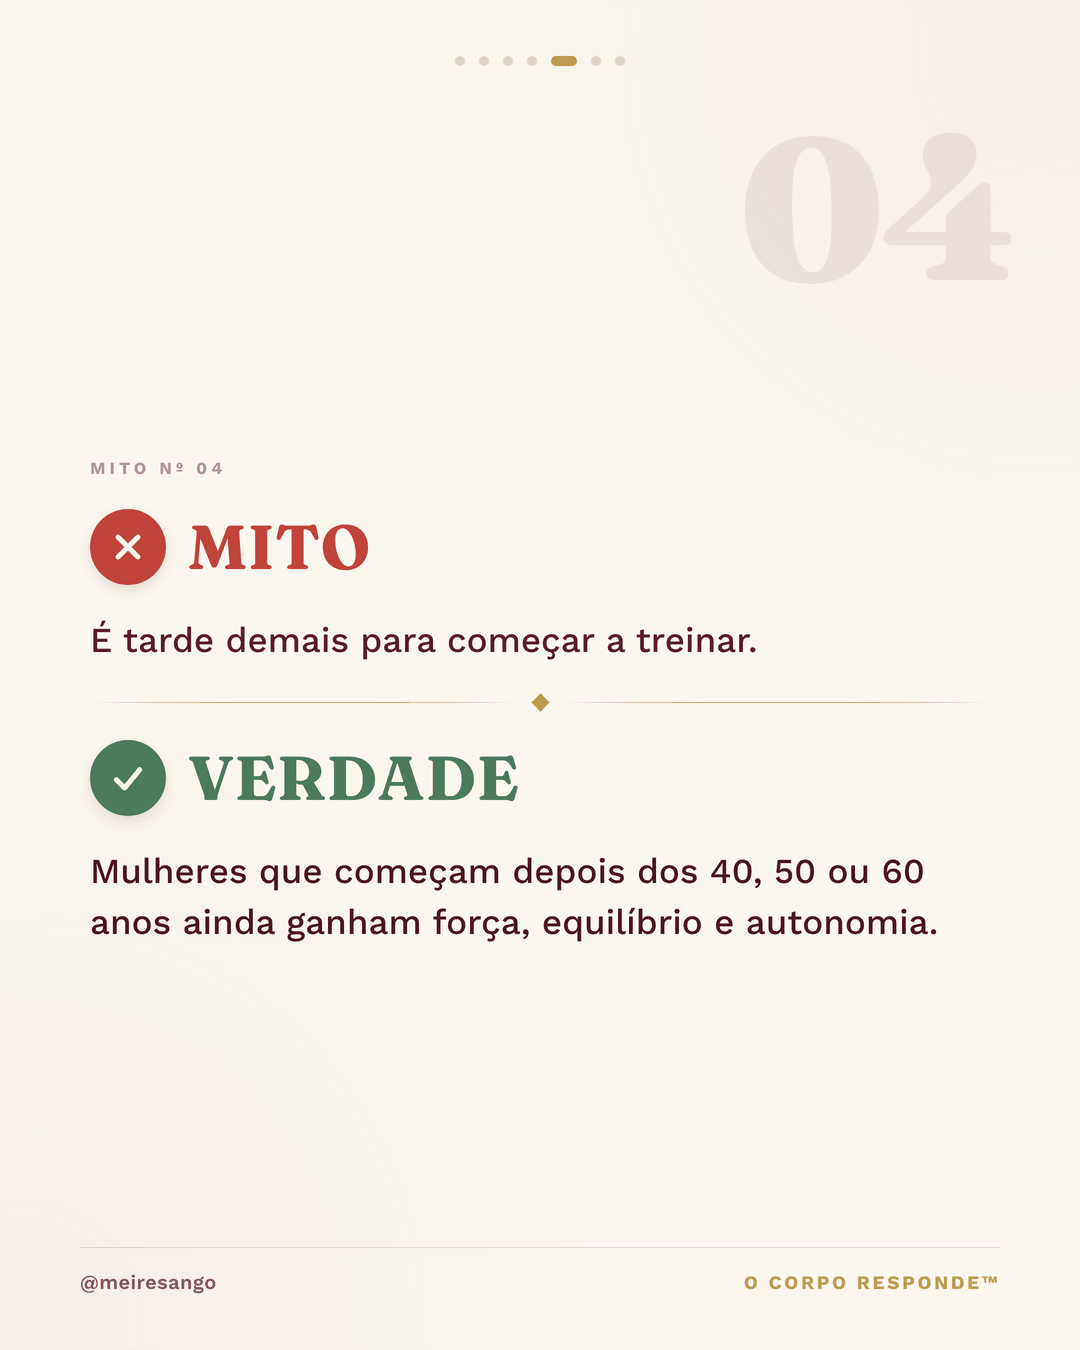 04
MITO Nº 04
MITO
É tarde demais para começar a treinar.
VERDADE
Mulheres que começam depois dos 40, 50 ou 60
anos ainda ganham força, equilíbrio e autonomia.
@meiresango
O CORPO RESPONDE™